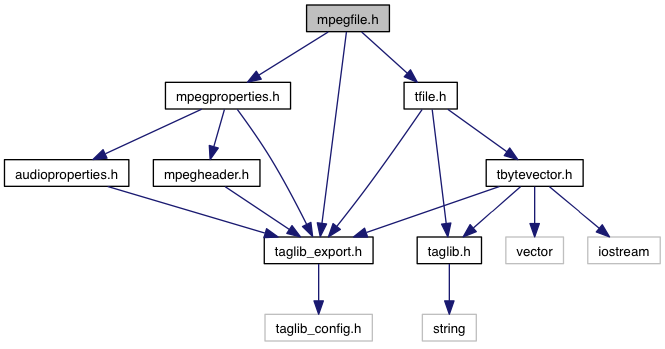 mpegfile.h
mpegproperties.h
tfile.h
audioproperties.h
mpegheader.h
tbytevector.h
taglib_export.h
taglib.h
vector
iostream
taglib_config.h
string